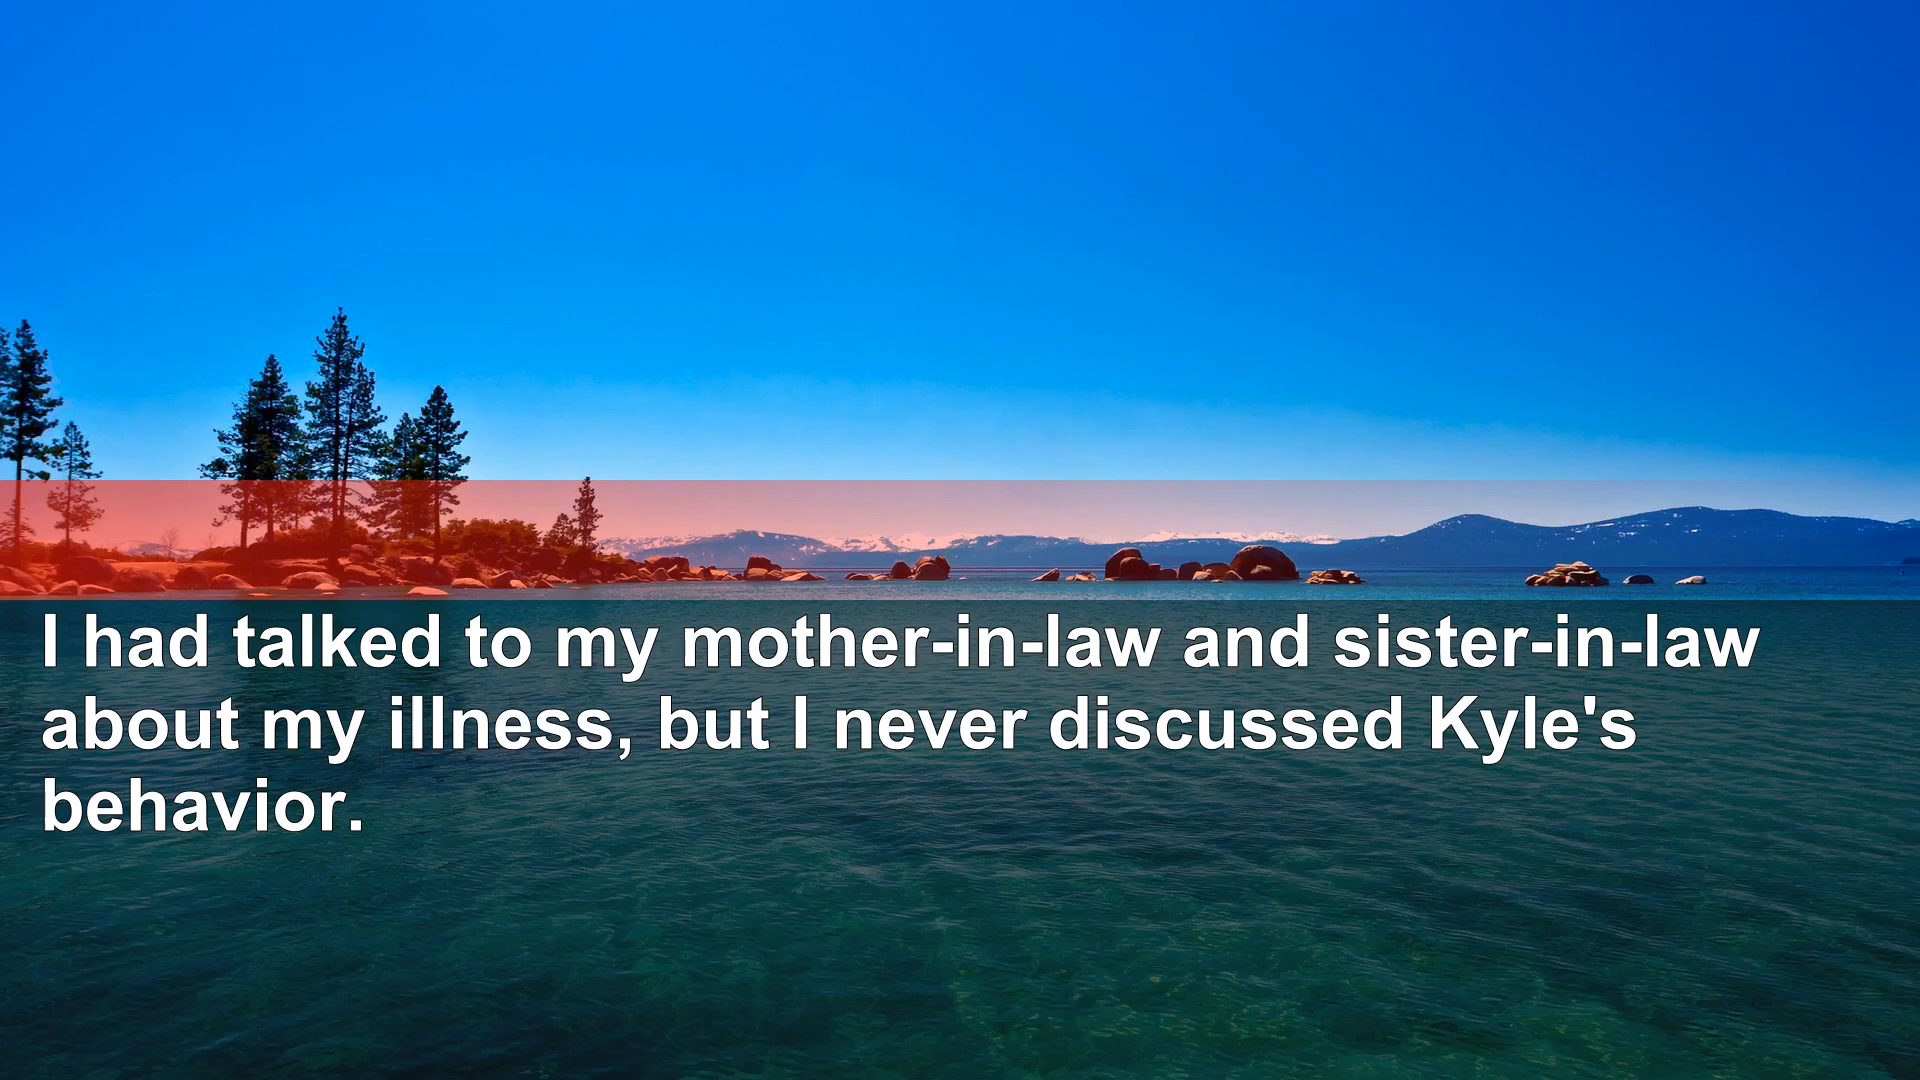 I had talked to my mother-in-law and sister-in-law
about my illness, but I never discussed Kyle's
behavior.